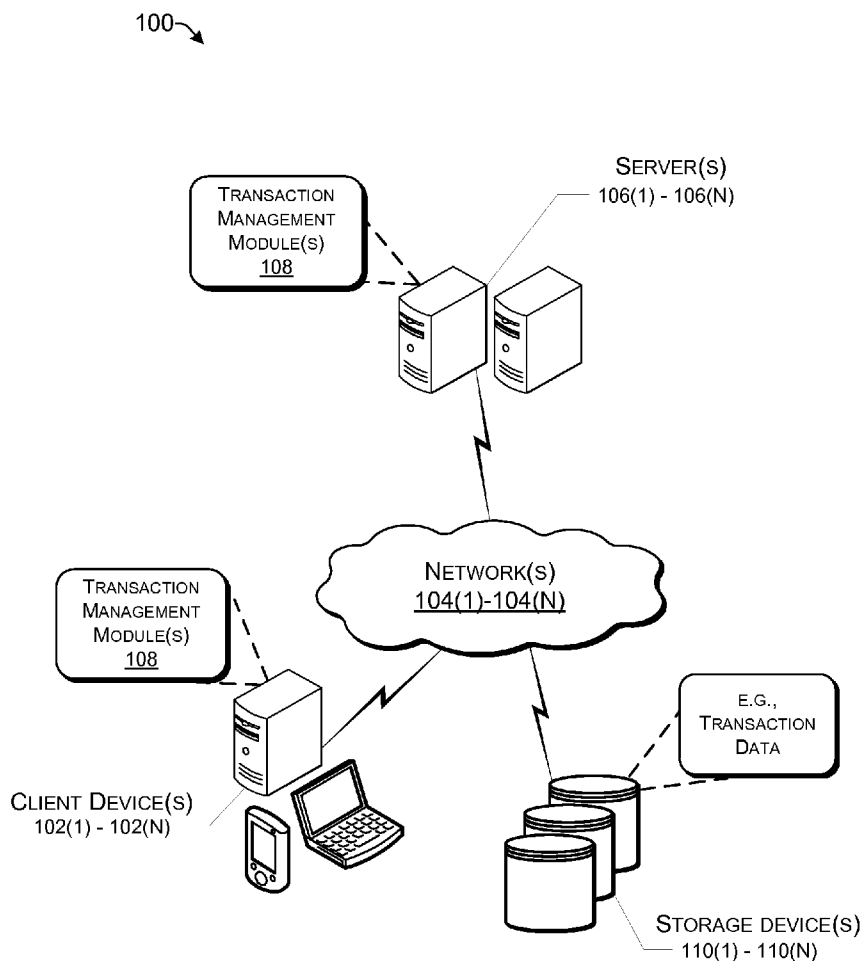 100
SERVER(S)
106(1) - 106(N)
TRANSACTION
MANAGEMENT
MODULE(S)
108
NETWORK(S)
104(1)-104(N)
TRANSACTION
MANAGEMENT
MODULE(S)
108
E.G.,
TRANSACTION
DATA
CLIENT DEVICE(S)
102(1) - 102(N)
STORAGE DEVICE(S)
110(1) - 110(N)